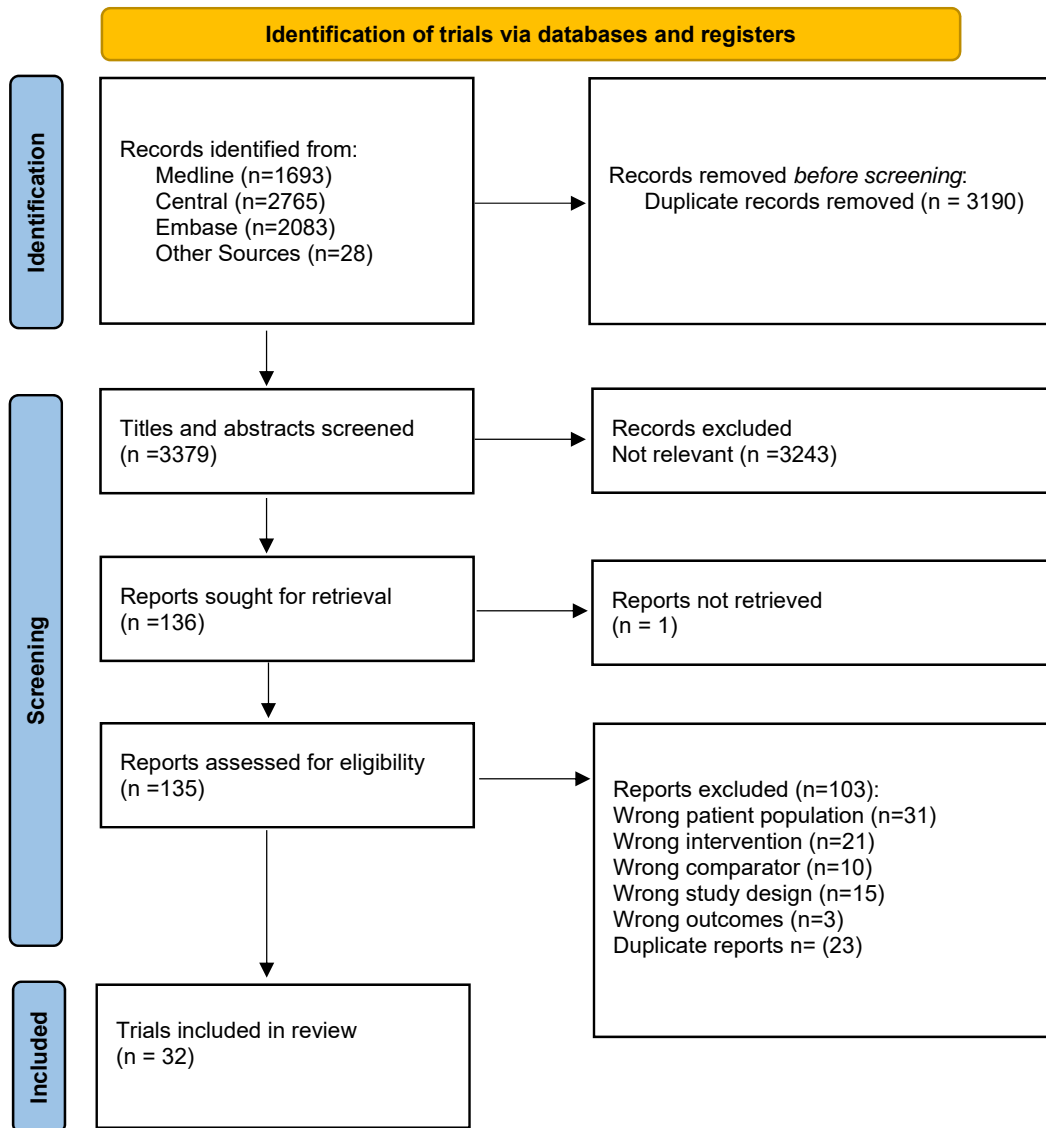 Identification of trials via databases and registers
Identification
Records identified from:
Medline (n=1693)
Central (n=2765)
Embase (n=2083)
Other Sources (n=28)
Records removed before screening:
Duplicate records removed (n = 3190)
Screening
Titles and abstracts screened
(n =3379)
Records excluded
Not relevant (n =3243)
Reports sought for retrieval
(n =136)
Reports not retrieved
(n = 1)
Reports assessed for eligibility
(n =135)
Reports excluded (n=103):
Wrong patient population (n=31)
Wrong intervention (n=21)
Wrong comparator (n=10)
Wrong study design (n=15)
Wrong outcomes (n=3)
Duplicate reports n= (23)
Included
Trials included in review
(n = 32)